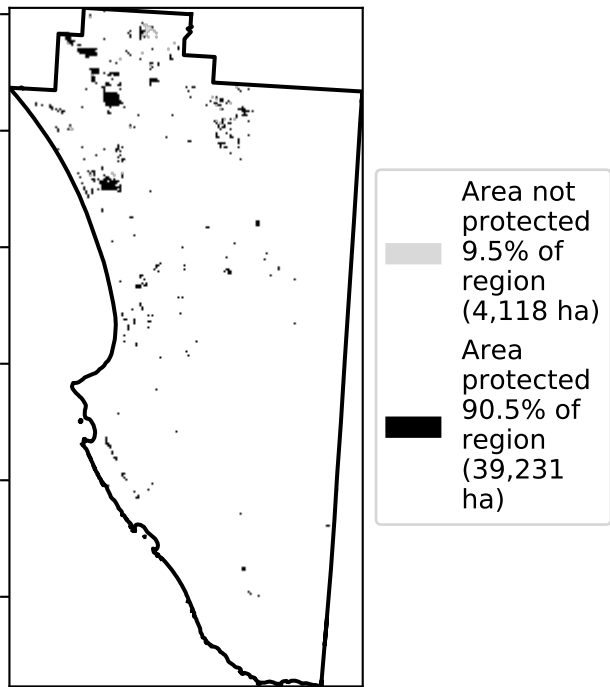 Area not
protected
9.5% of
region
(4,118 ha)
Area
protected
90.5% of
region
(39,231
ha)